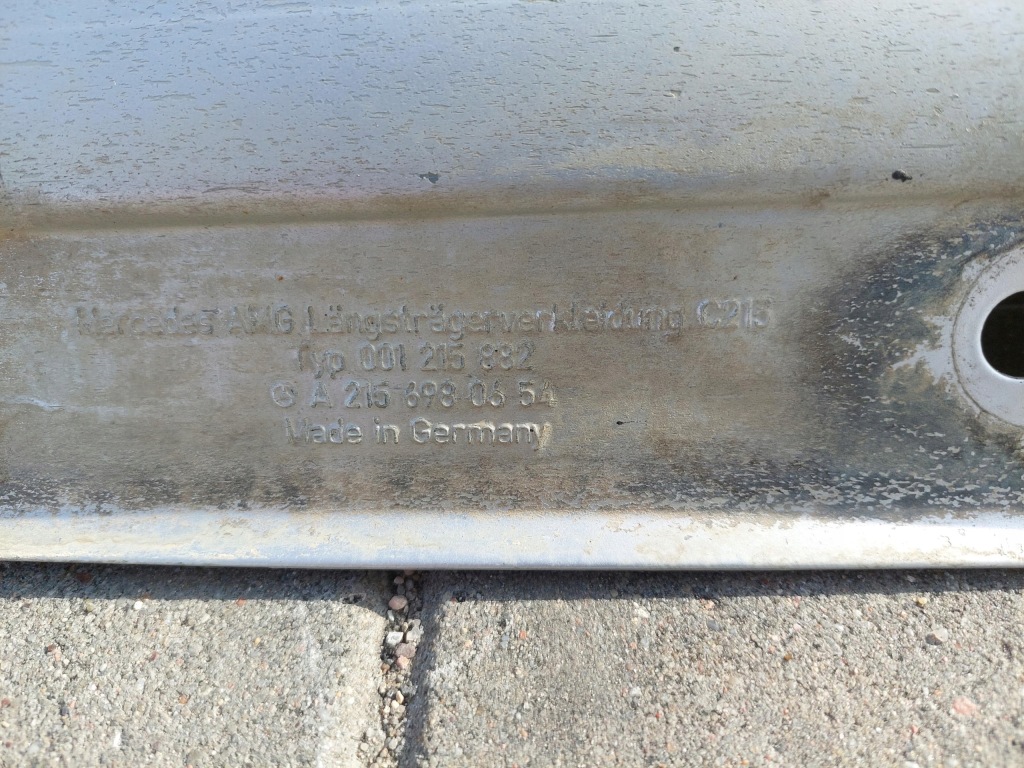 Mercedes AMG Längsträgerverkleidung C215
Typ 001 215 832
A 215 698 06 54
Made in Germany